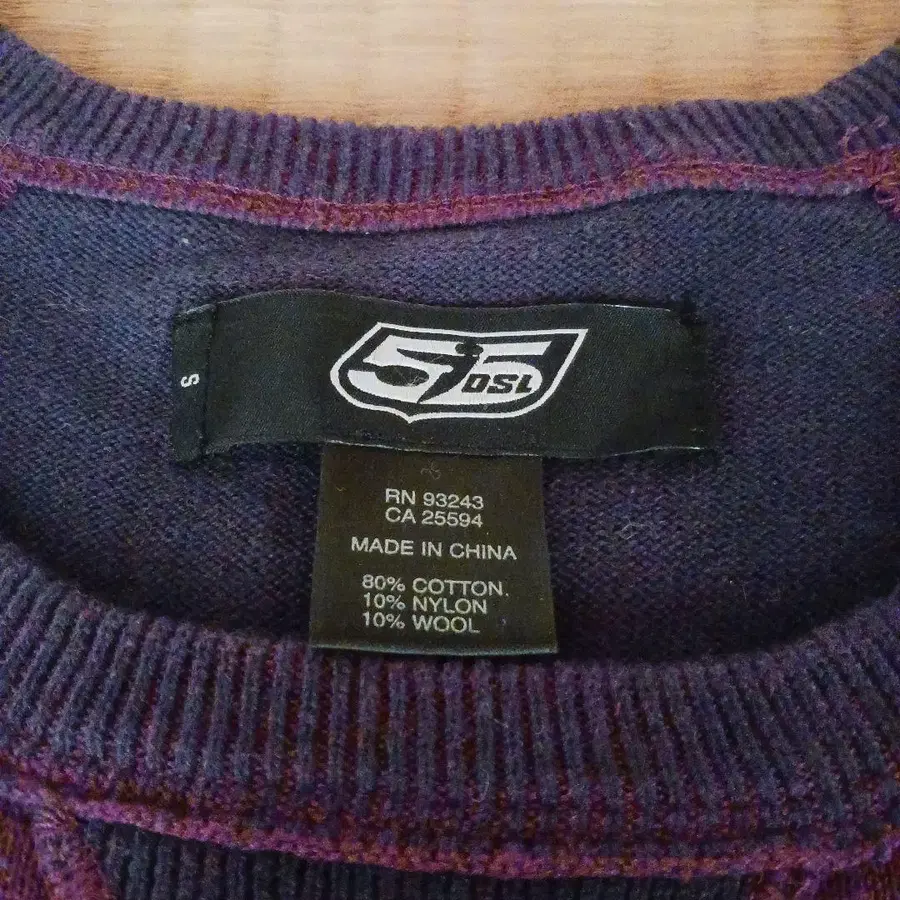 S
55
DSL
RN 93243
CA 25594
MADE IN CHINA
80% COTTON.
10% NYLON
10% WOOL